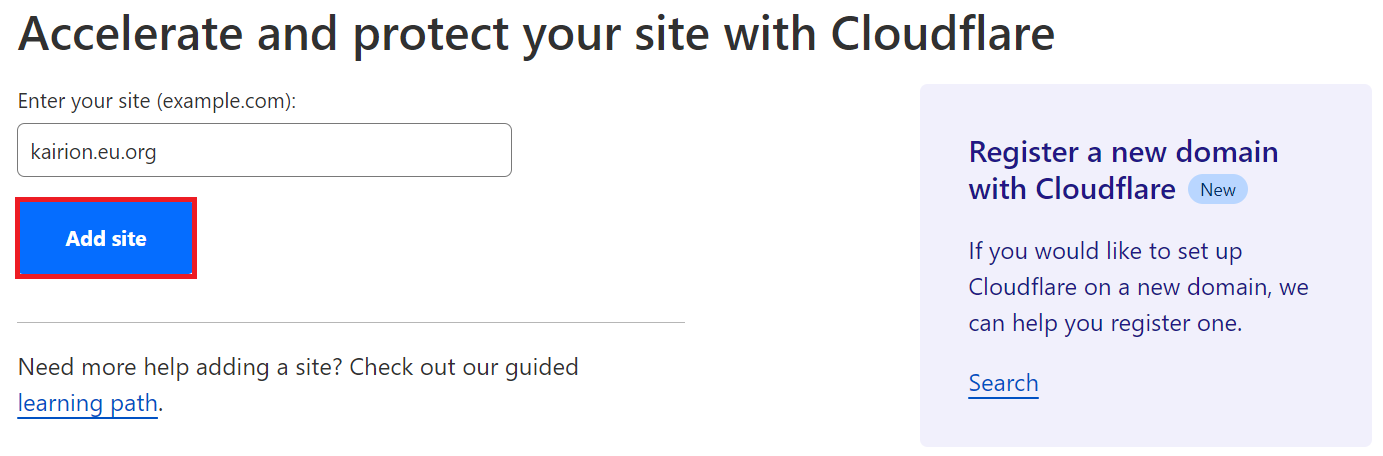 Accelerate and protect your site with Cloudflare
Enter your site (example.com):
kairion.eu.org
Add site
Need more help adding a site? Check out our guided
learning path.
Register a new domain
with Cloudflare New
If you would like to set up
Cloudflare on a new domain, we
can help you register one.
Search